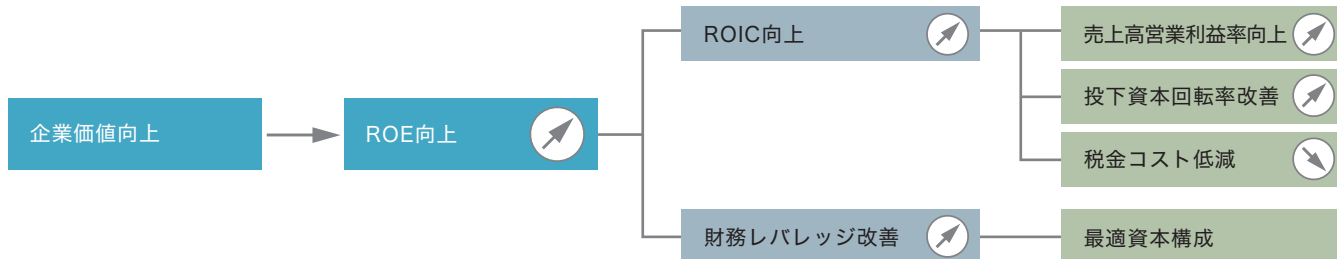 企業価値向上
ROE向上
ROIC向上
売上高営業利益率向上
投下資本回転率改善
税金コスト低減
財務レバレッジ改善
最適資本構成